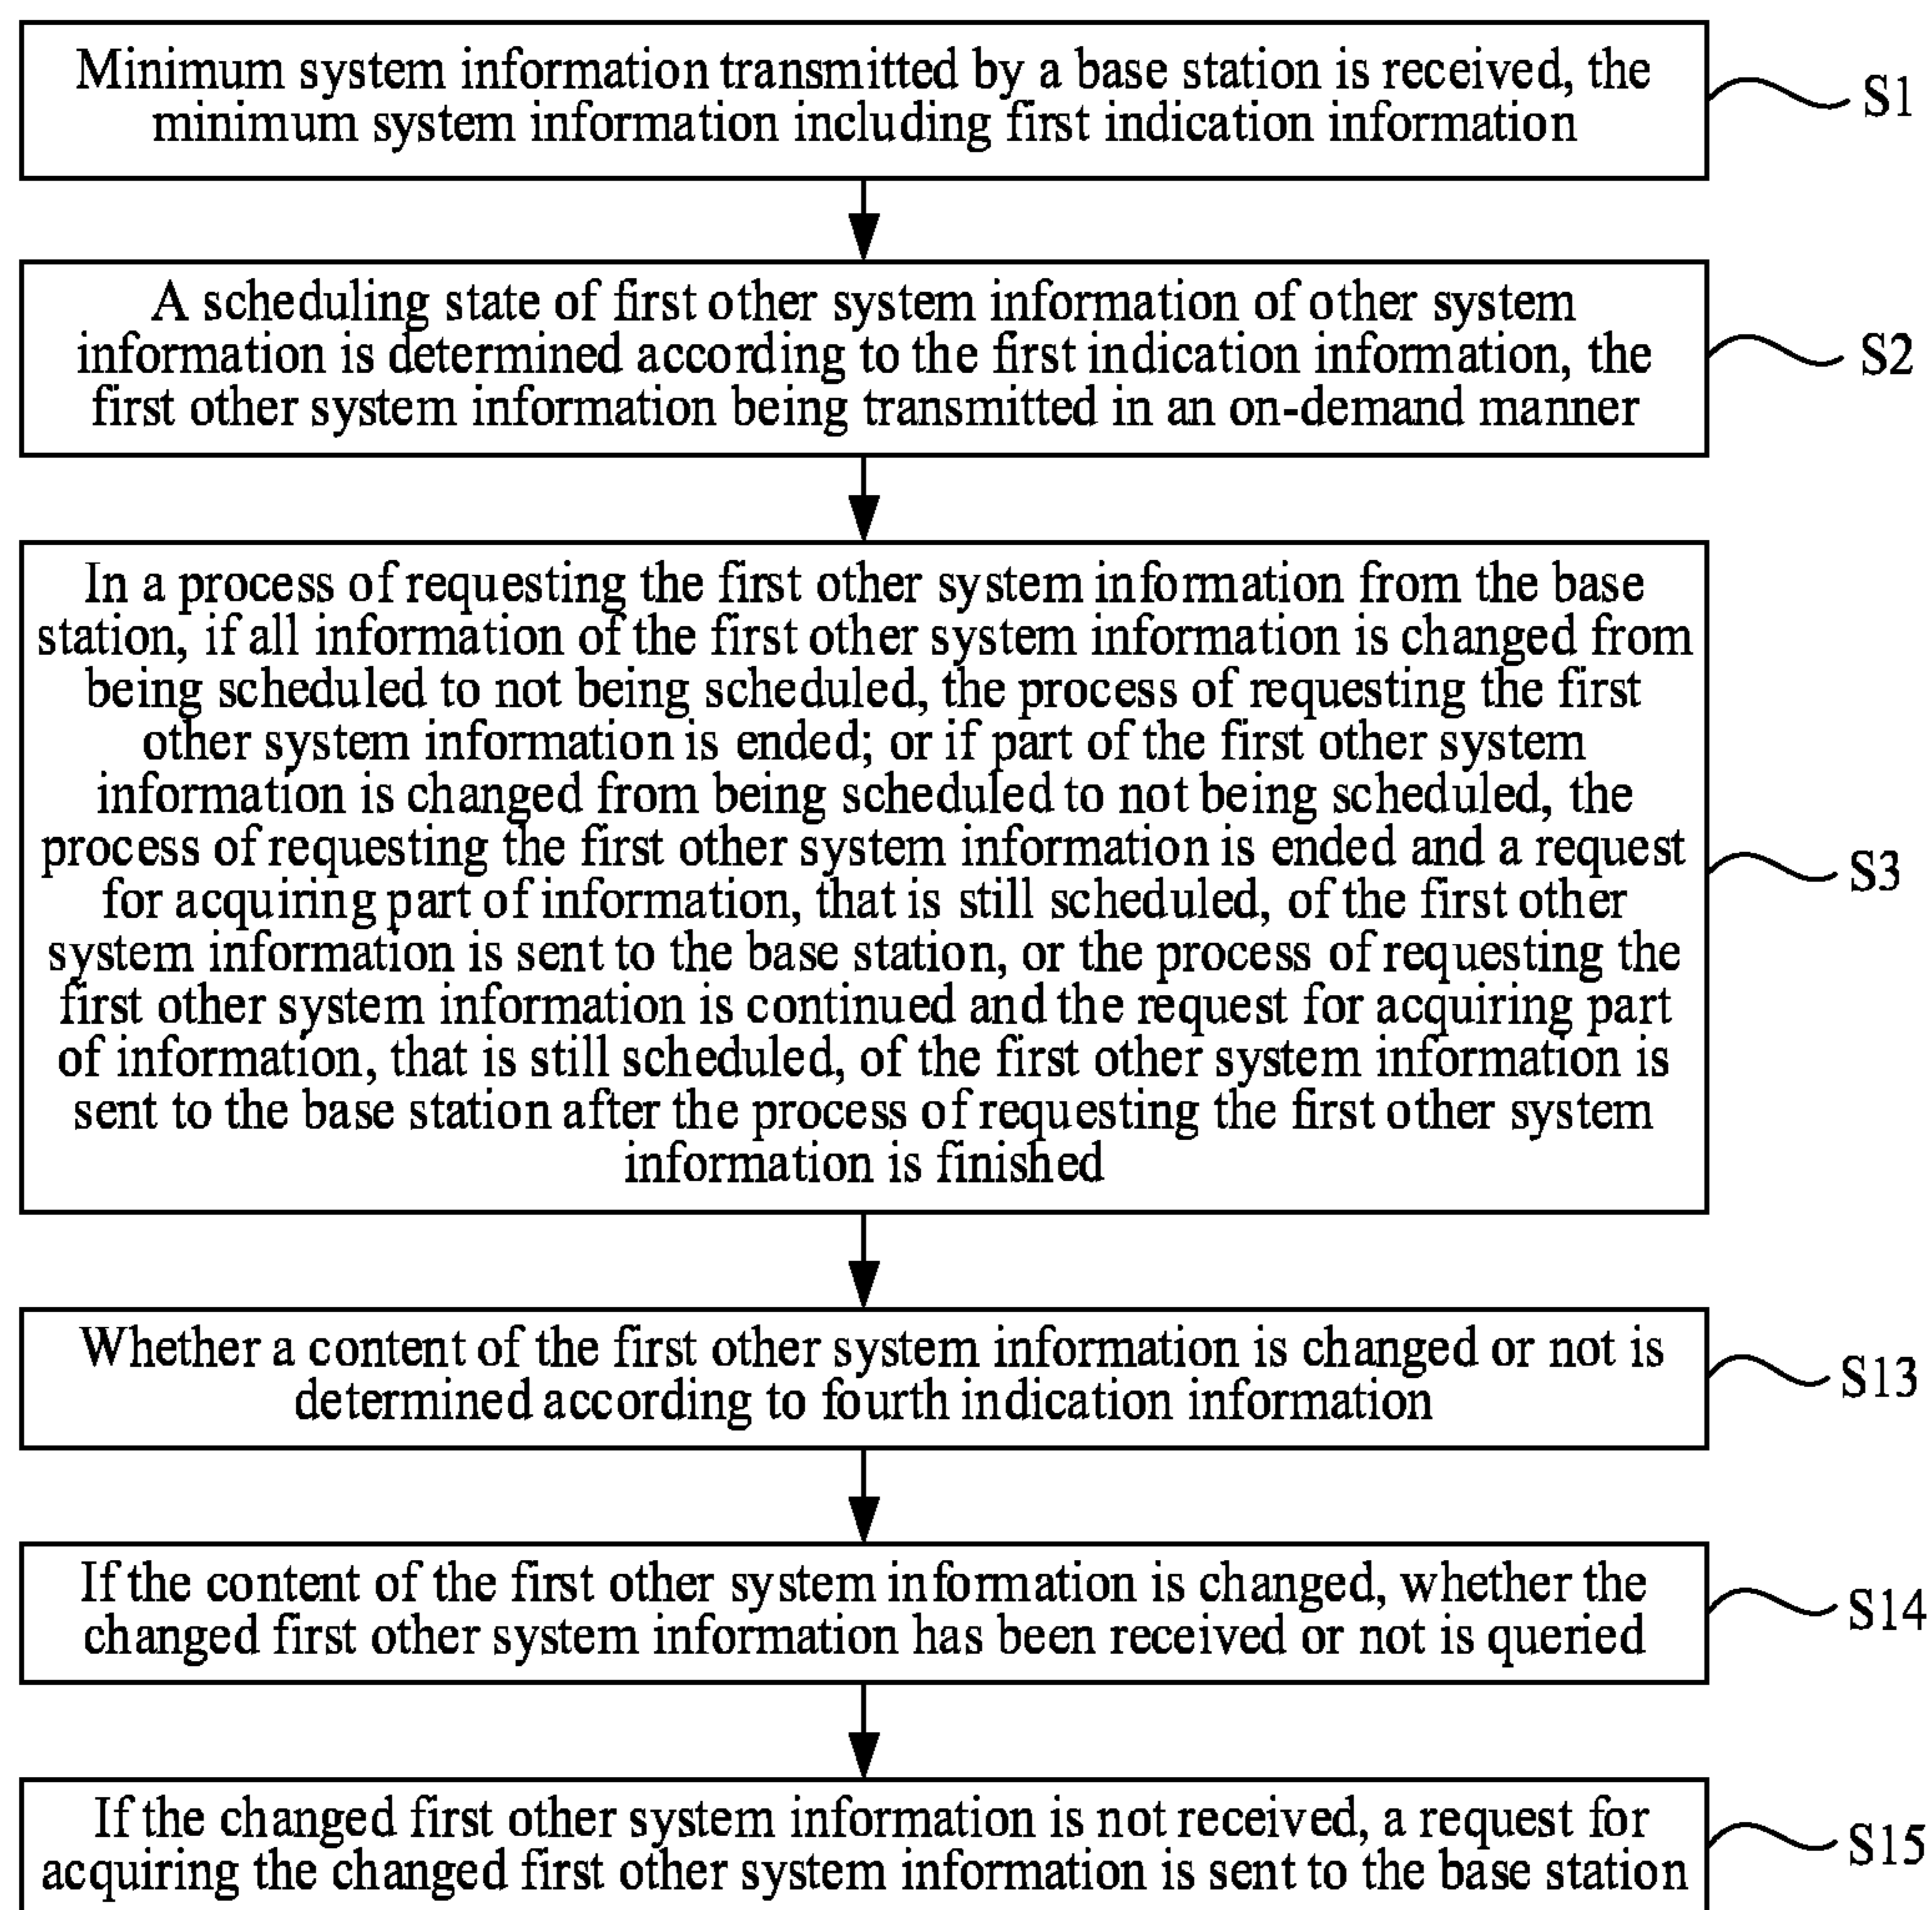 Minimum system information transmitted by a base station is received, the
minimum system information including first indication information
S1
A scheduling state of first other system information of other system
information is determined according to the first indication information, the
first other system information being transmitted in an on-demand manner
S2
In a process of requesting the first other system information from the base
station, if all information of the first other system information is changed from
being scheduled to not being scheduled, the process of requesting the first
other system information is ended; or if part of the first other system
information is changed from being scheduled to not being scheduled, the
process of requesting the first other system information is ended and a request
for acquiring part of information, that is still scheduled, of the first other
system information is sent to the base station, or the process of requesting the
first other system information is continued and the request for acquiring part
of information, that is still scheduled, of the first other system information is
sent to the base station after the process of requesting the first other system
information is finished
S3
Whether a content of the first other system information is changed or not is
determined according to fourth indication information
S13
If the content of the first other system information is changed, whether the
changed first other system information has been received or not is queried
S14
If the changed first other system information is not received, a request for
acquiring the changed first other system information is sent to the base station
S15